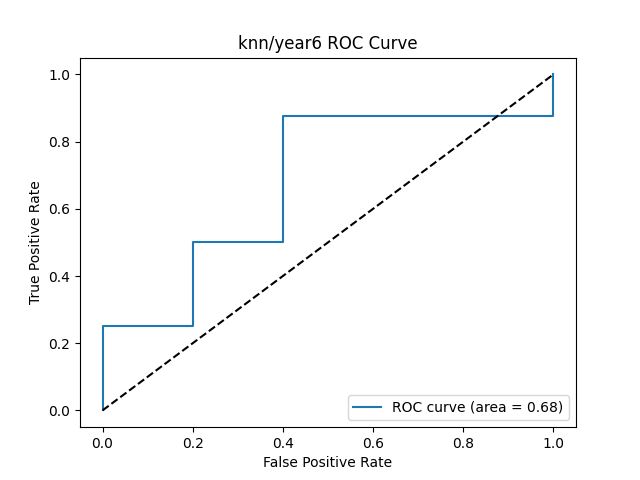 knn/year6 ROC Curve
True Positive Rate
1.0
0.8
0.6
0.4
0.2
0.0
ROC curve (area = 0.68)
0.0 0.2 0.4 0.6 0.8 1.0
False Positive Rate